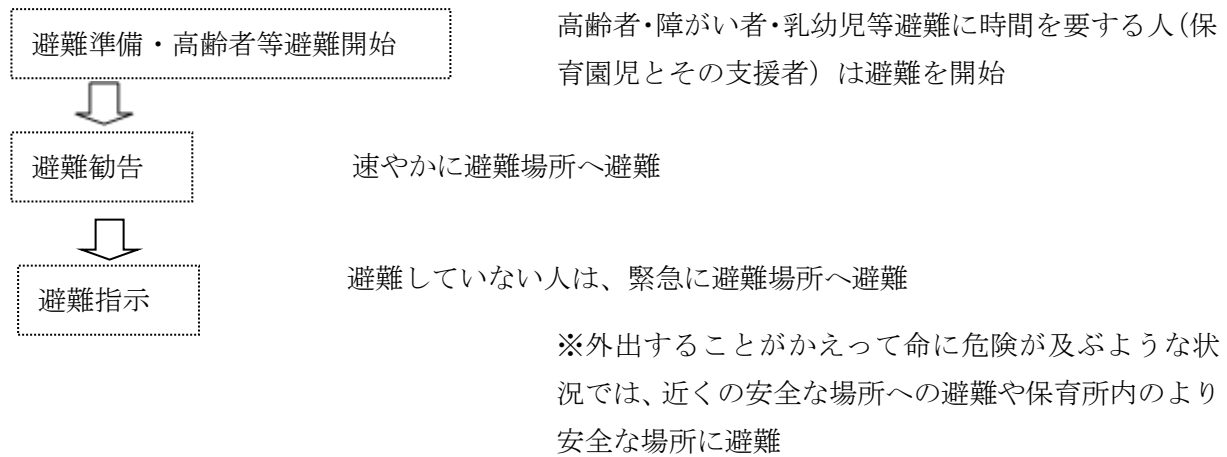 避難準備・高齢者等避難開始
高齢者・障がい者・乳幼児等避難に時間を要する人（保
育園児とその支援者）は避難を開始
避難勧告
速やかに避難場所へ避難
避難指示
避難していない人は、緊急に避難場所へ避難
※外出することがかえって命に危険が及ぶような状
況では、近くの安全な場所への避難や保育所内のより
安全な場所に避難